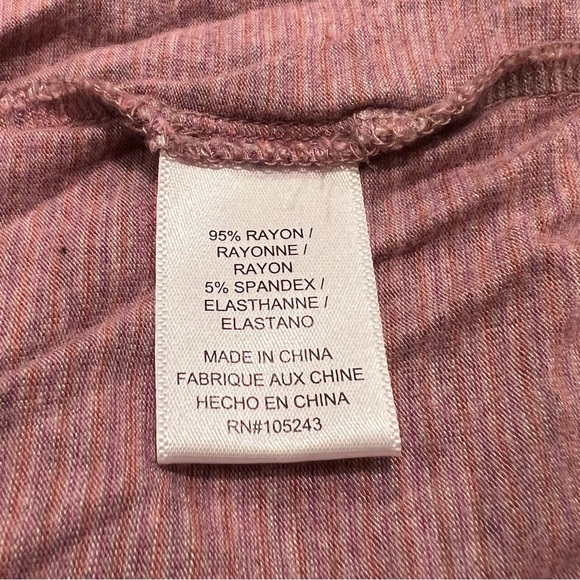 95% RAYON /
RAYONNE /
RAYON
5% SPANDEX /
ELASTHANNE /
ELASTANO
MADE IN CHINA
FABRIQUE AUX CHINE
HECHO EN CHINA
RN#105243